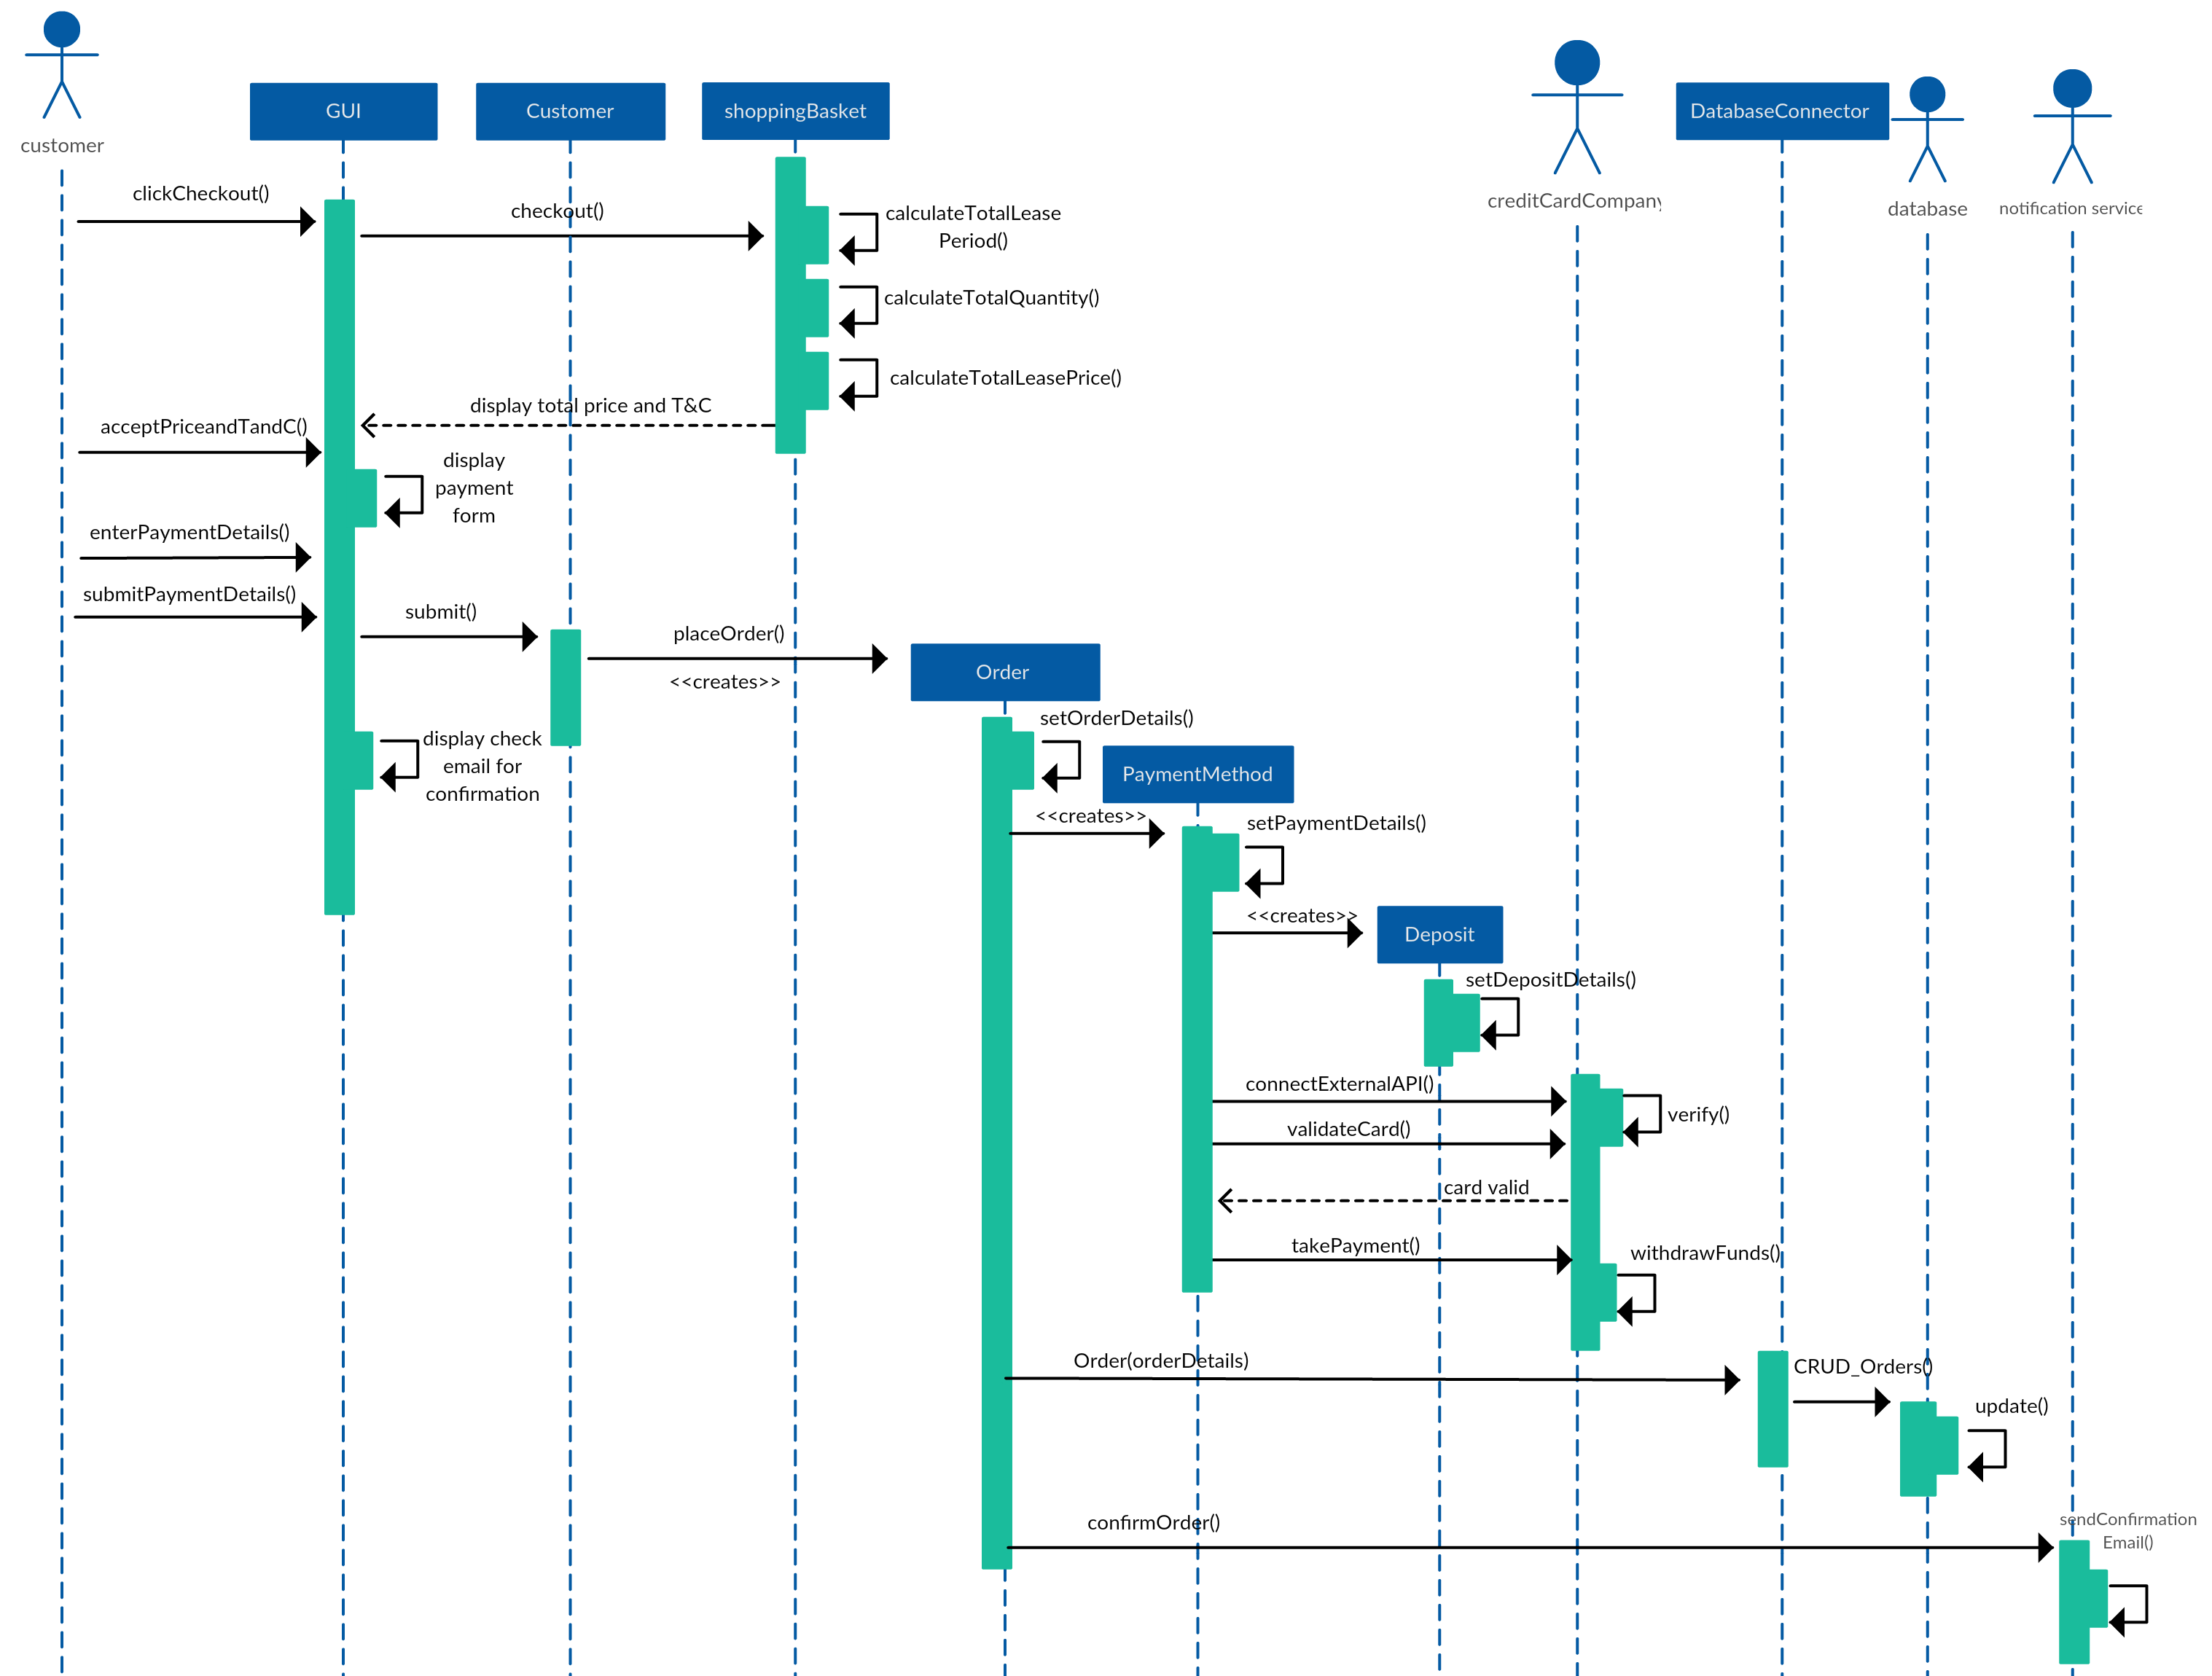 customer
GUI
Customer
shoppingBasket
creditCardCompany
DatabaseConnector
database
notification service
clickCheckout()
checkout()
calculateTotalLease
Period()
calculateTotalQuantity()
calculateTotalLeasePrice()
display total price and T&C
acceptPriceandTandC()
display
payment
form
enterPaymentDetails()
submitPaymentDetails()
submit()
placeOrder()
<<creates>>
Order
setOrderDetails()
display check
email for
confirmation
PaymentMethod
<<creates>>
setPaymentDetails()
<<creates>>
Deposit
setDepositDetails()
connectExternalAPI()
verify()
validateCard()
card valid
takePayment()
withdrawFunds()
Order(orderDetails)
CRUD_Orders()
update()
confirmOrder()
sendConfirmation
Email()